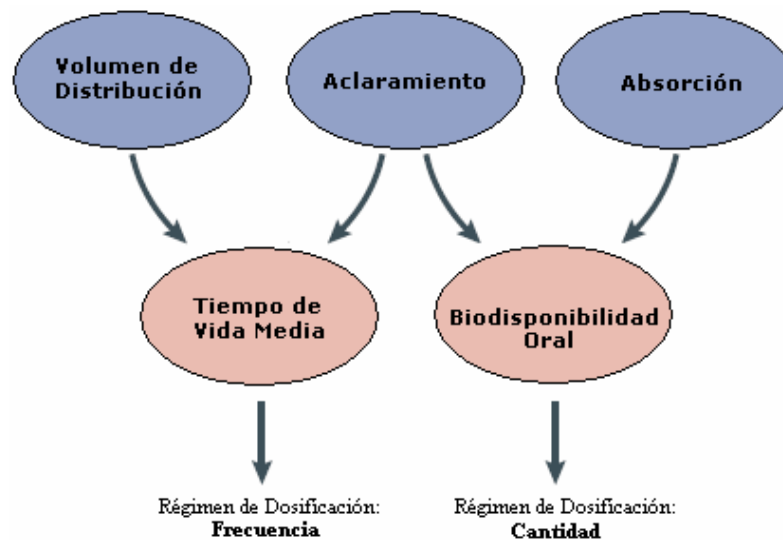 Volumen de
Distribución
Aclaramiento
Absorción
Tiempo de
Vida Media
Biodisponibilidad
Oral
Régimen de Dosificación:
Frecuencia
Régimen de Dosificación:
Cantidad